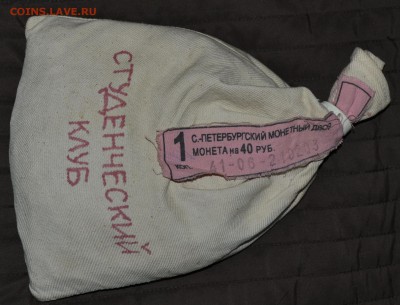 COINS.LAVE.RU
СТУДЕНЧЕСКИЙ
КЛУБ
1 С.-ПЕТЕРБУРГСКИЙ МОНЕТНЫЙ ДВОР
МОНЕТА на 40 РУБ.